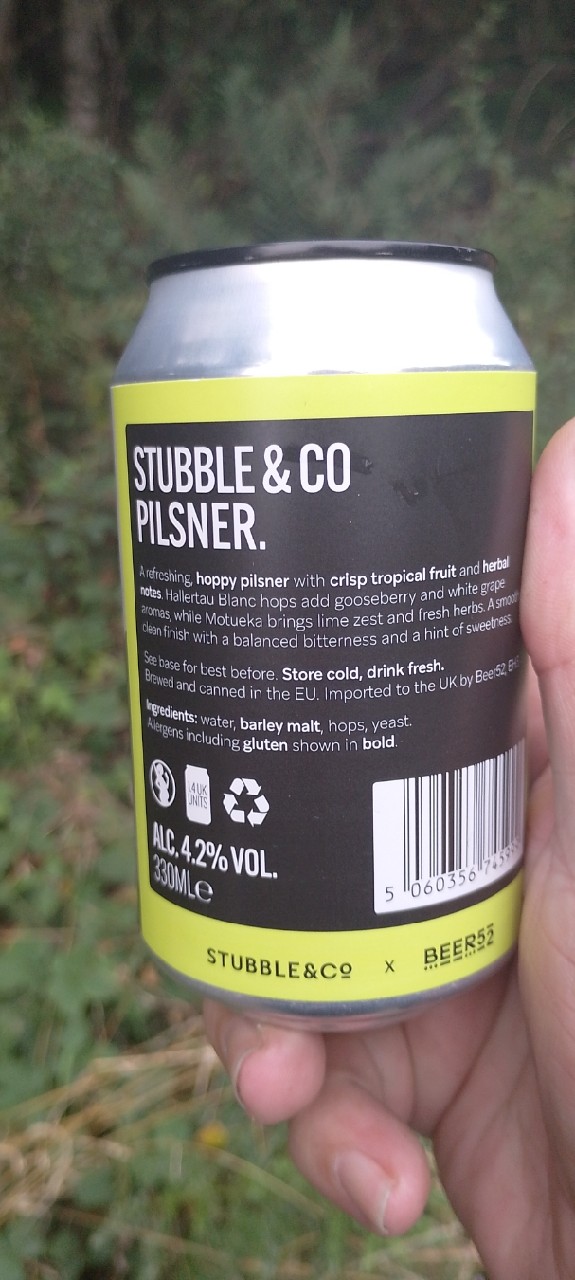 STUBBLE & CO
PILSNER.
A refreshing, hoppy pilsner with crisp tropical fruit and herbal
notes. Hallertau Blanc hops add gooseberry and white grape
aromas, while Motueka brings lime zest and fresh herbs. A smooth
clean finish with a balanced bitterness and a hint of sweetness.
See base for best before. Store cold, drink fresh.
Brewed and canned in the EU. Imported to the UK by Beer52,
Ingredients: water, barley malt, hops, yeast.
Allergens including gluten shown in bold.
1.4 UK
UNITS
ALC. 4.2% VOL.
330ML℮
5 060356
STUBBLE&CO X BEER52